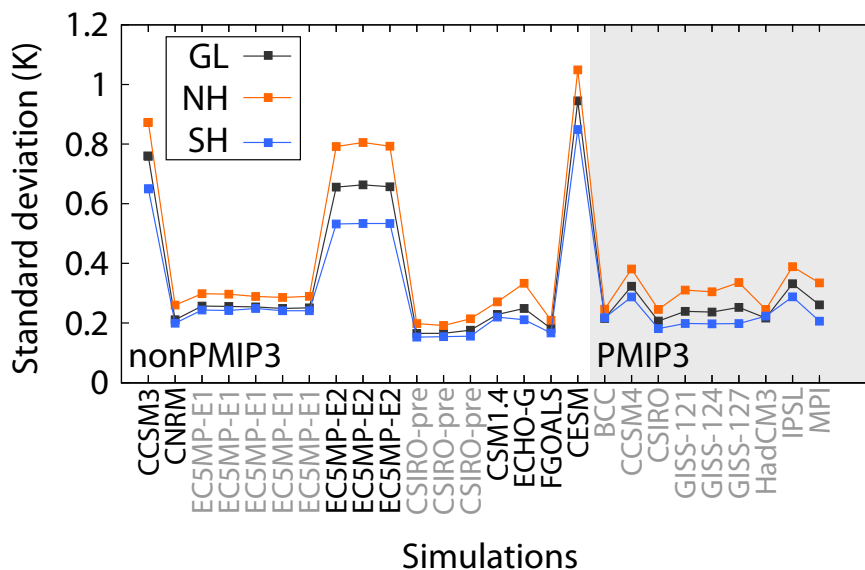 1.2
1
0.8
0.6
0.4
0.2
0
Standard deviation (K)
GL
NH
SH
nonPMIP3
PMIP3
CCSM3
CNRM
EC5MP-E1
EC5MP-E1
EC5MP-E1
EC5MP-E1
EC5MP-E1
EC5MP-E2
EC5MP-E2
EC5MP-E2
CSIRO-pre
CSIRO-pre
CSIRO-pre
CSM1.4
ECHO-G
FGOALS
CESM
BCC
CCSM4
CSIRO
GISS-121
GISS-124
GISS-127
HadCM3
IPSL
MPI
Simulations